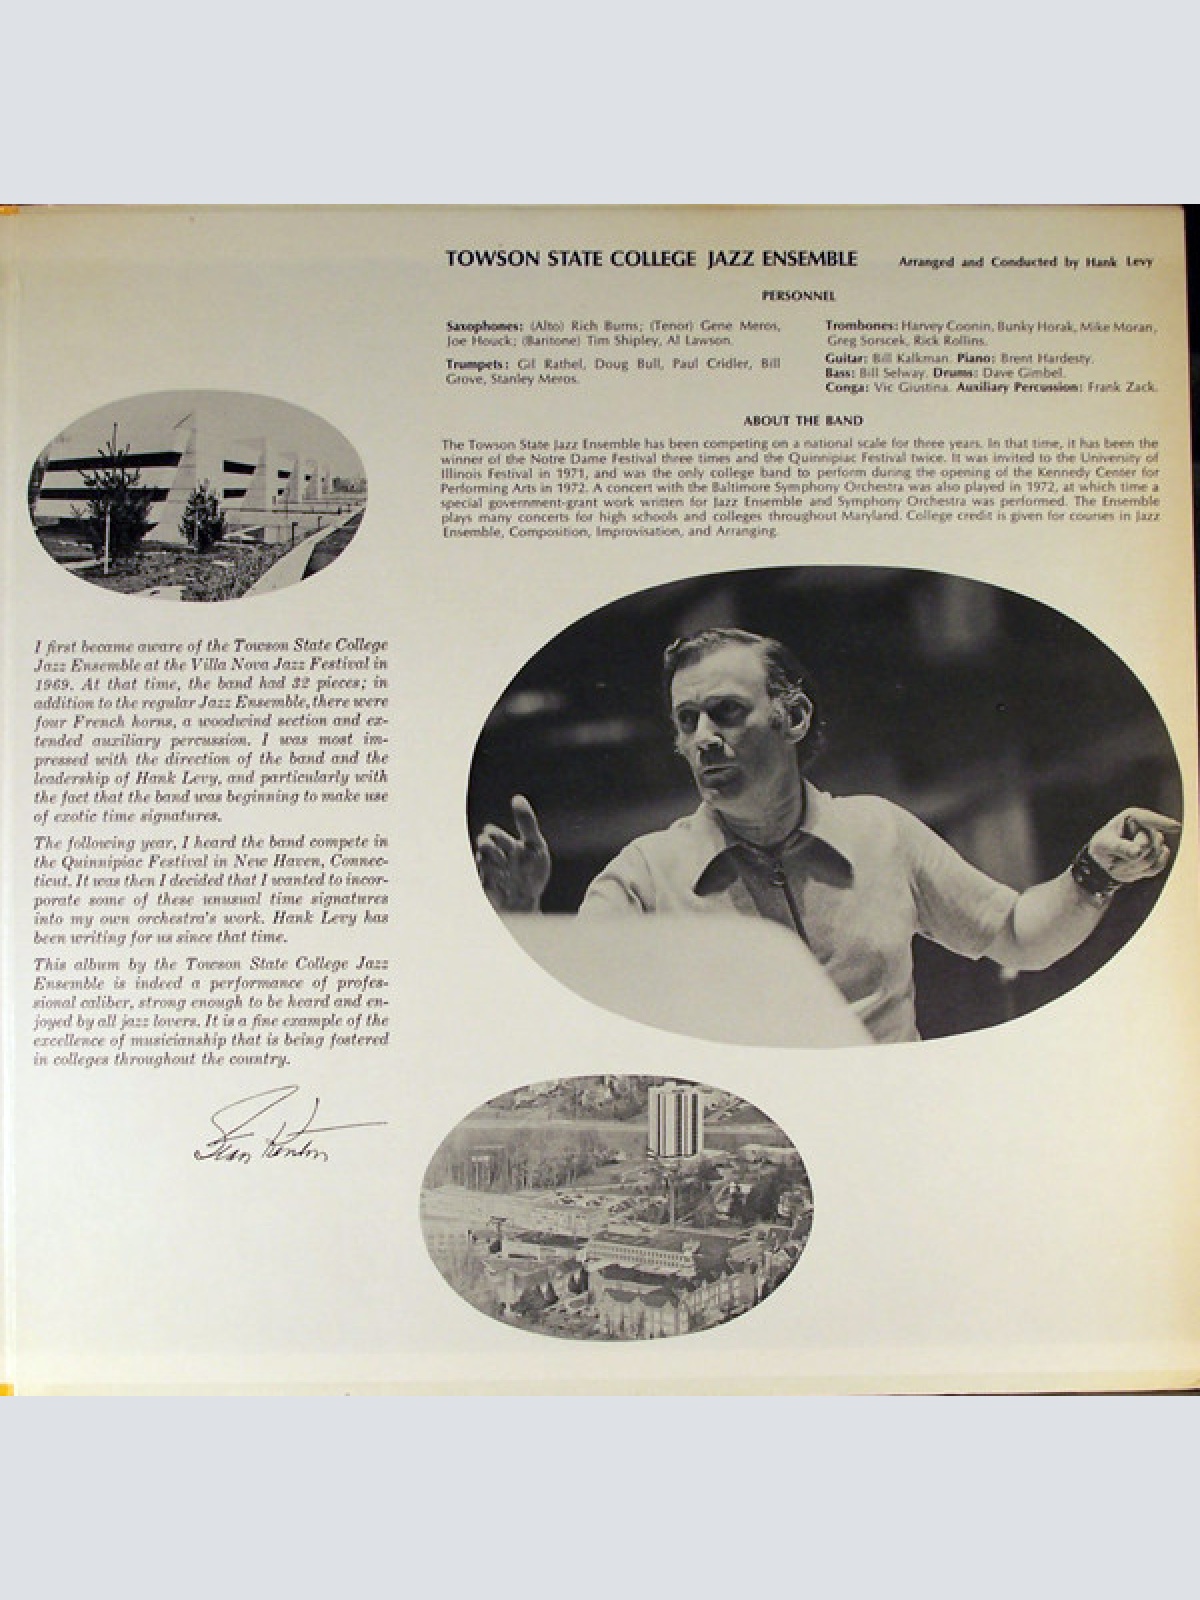 TOWSON STATE COLLEGE JAZZ ENSEMBLE Arranged and Conducted by Hank Levy
PERSONNEL
Saxophones: (Alto) Rich Burns; (Tenor) Gene Meros,
Joe Houck; (Baritone) Tim Shipley, Al Lawson.
Trumpets: Gil Rathel, Doug Bull, Paul Cridler, Bill
Grove, Stanley Meros.
Trombones: Harvey Coonin, Bunky Horak, Mike Moran,
Greg Sorscek, Rick Rollins.
Guitar: Bill Kalkman. Piano: Brent Hardesty.
Bass: Bill Selway. Drums: Dave Gimbel.
Conga: Vic Giustina. Auxiliary Percussion: Frank Zack.
ABOUT THE BAND
The Towson State Jazz Ensemble has been competing on a national scale for three years. In that time, it has been the
winner of the Notre Dame Festival three times and the Quinnipiac Festival twice. It was invited to the University of
Illinois Festival in 1971, and was the only college band to perform during the opening of the Kennedy Center for
Performing Arts in 1972. A concert with the Baltimore Symphony Orchestra was also played in 1972, at which time a
special government-grant work written for Jazz Ensemble and Symphony Orchestra was performed. The Ensemble
plays many concerts for high schools and colleges throughout Maryland. College credit is given for courses in Jazz
Ensemble, Composition, Improvisation, and Arranging.
I first became aware of the Towson State College
Jazz Ensemble at the Villa Nova Jazz Festival in
1969. At that time, the band had 32 pieces; in
addition to the regular Jazz Ensemble, there were
four French horns, a woodwind section and ex-
tended auxiliary percussion. I was most im-
pressed with the direction of the band and the
leadership of Hank Levy, and particularly with
the fact that the band was beginning to make use
of exotic time signatures.
The following year, I heard the band compete in
the Quinnipiac Festival in New Haven, Connec-
ticut. It was then I decided that I wanted to incor-
porate some of these unusual time signatures
into my own orchestra's work. Hank Levy has
been writing for us since that time.
This album by the Towson State College Jazz
Ensemble is indeed a performance of profes-
sional caliber, strong enough to be heard and en-
joyed by all jazz lovers. It is a fine example of the
excellence of musicianship that is being fostered
in colleges throughout the country.
Stan Kenton